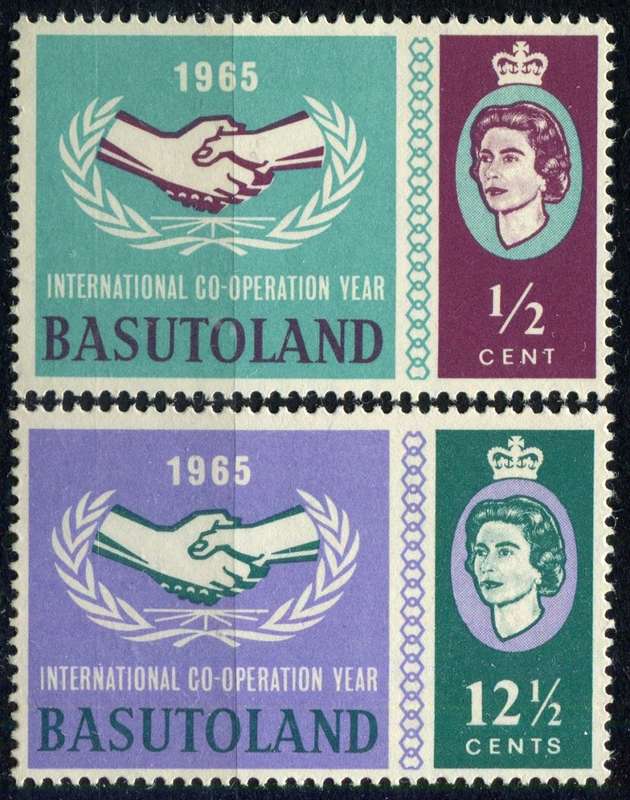 1965
INTERNATIONAL CO-OPERATION YEAR
BASUTOLAND
1/2
CENT
1965
INTERNATIONAL CO-OPERATION YEAR
BASUTOLAND
12 1/2
CENTS